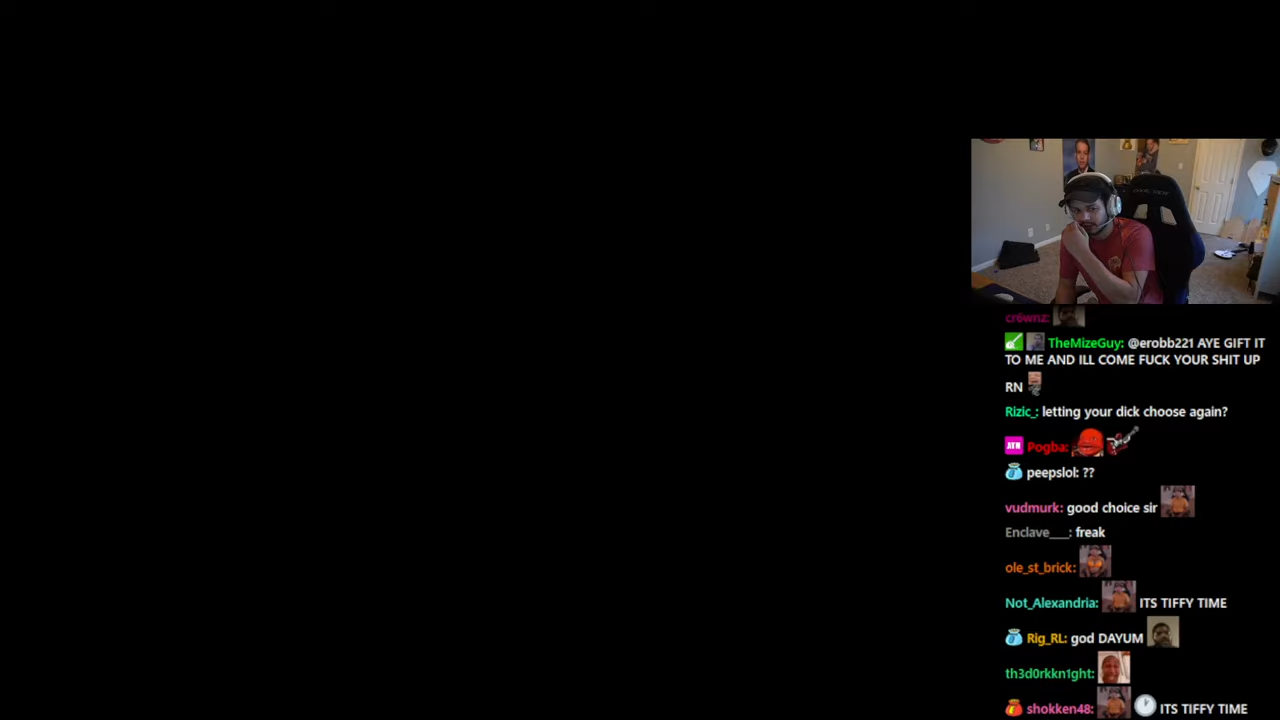 cr6wnz:
TheMizeGuy: @erobb221 AYE GIFT IT
TO ME AND ILL COME FUCK YOUR SHIT UP
RN
Rizic_: letting your dick choose again?
ATH Pogba:
peepslol: ??
vudmurk: good choice sir
Enclave___: freak
ole_st_brick:
Not_Alexandria: ITS TIFFY TIME
Rig_RL: god DAYUM
th3d0rkkn1ght:
shokken48: ITS TIFFY TIME